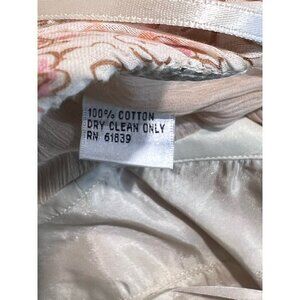 100% COTTON
DRY CLEAN ONLY
RN 61839